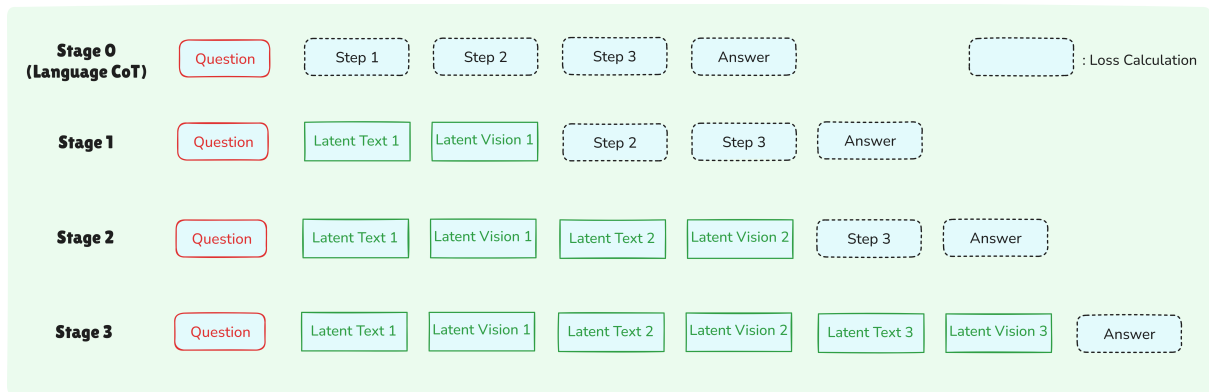 Stage 0
(Language CoT)
Question
Step 1
Step 2
Step 3
Answer
: Loss Calculation
Stage 1
Question
Latent Text 1
Latent Vision 1
Step 2
Step 3
Answer
Stage 2
Question
Latent Text 1
Latent Vision 1
Latent Text 2
Latent Vision 2
Step 3
Answer
Stage 3
Question
Latent Text 1
Latent Vision 1
Latent Text 2
Latent Vision 2
Latent Text 3
Latent Vision 3
Answer